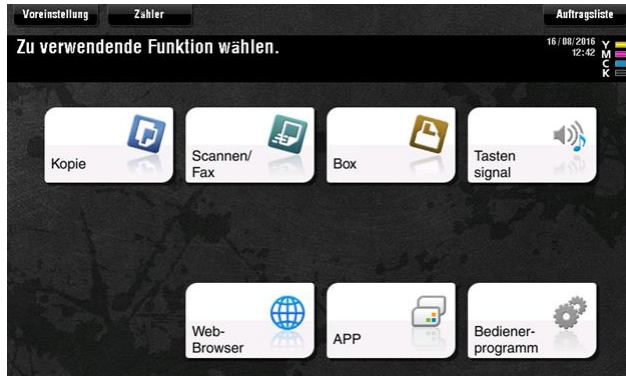 Voreinstellung Zähler Auftragsliste
Zu verwendende Funktion wählen.
16/08/2016
12:42
Y
M
C
K
Kopie
Scannen/
Fax
Box
Tasten
signal
Web-
Browser
APP
Bediener-
programm